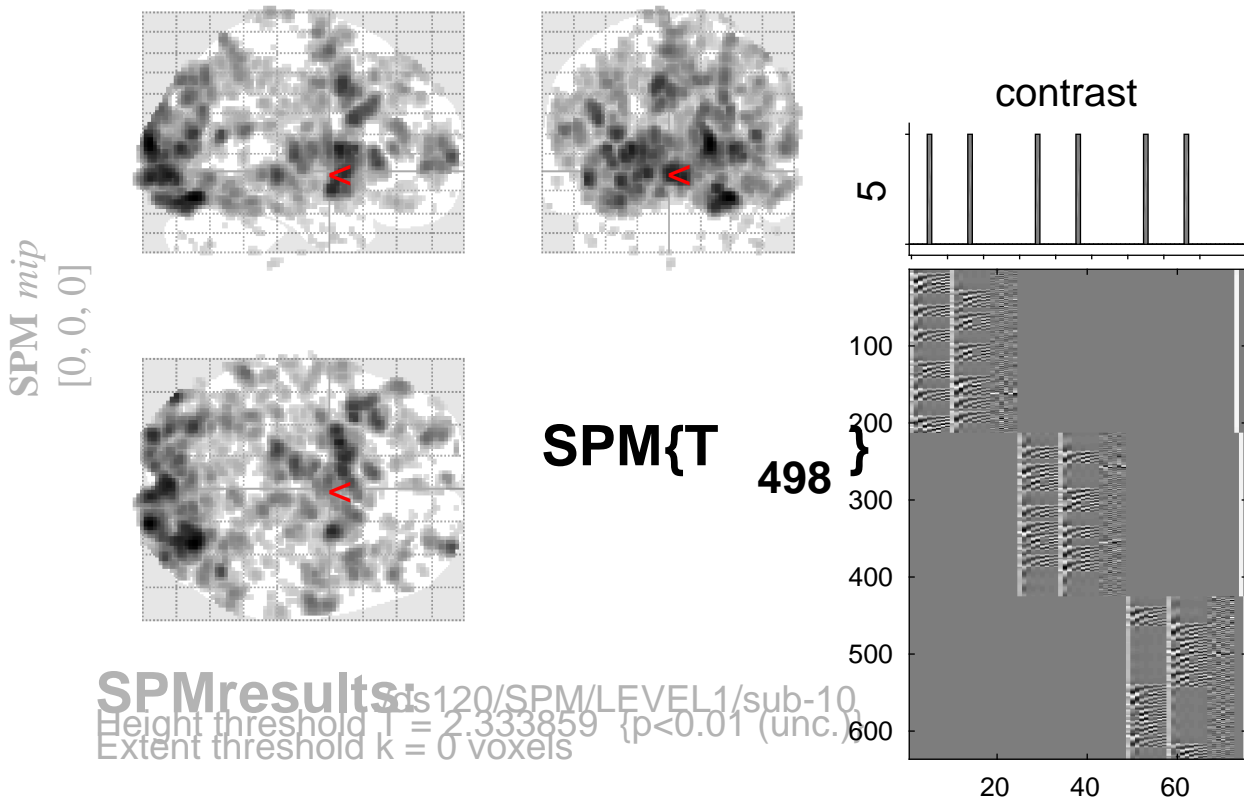 SPM mip
[0, 0, 0]
<
<
<
SPM{T498}
contrast
5
100
200
300
400
500
600
20
40
60
SPMresults: /ds120/SPM/LEVEL1/sub-10
Height threshold T = 2.333859 {p<0.01 (unc.)}
Extent threshold k = 0 voxels